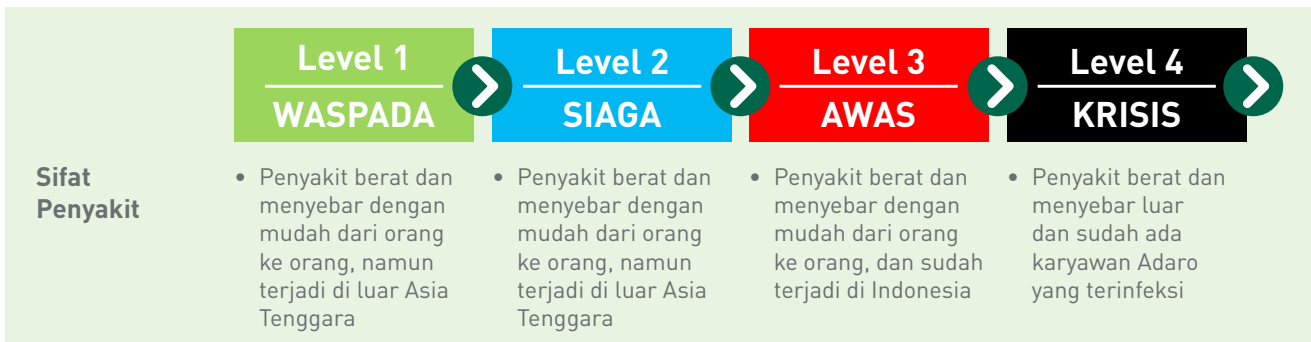 Level 1
WASPADA
Level 2
SIAGA
Level 3
AWAS
Level 4
KRISIS
Sifat
Penyakit
• Penyakit berat dan
menyebar dengan
mudah dari orang
ke orang, namun
terjadi di luar Asia
Tenggara
• Penyakit berat dan
menyebar dengan
mudah dari orang
ke orang, namun
terjadi di luar Asia
Tenggara
• Penyakit berat dan
menyebar dengan
mudah dari orang
ke orang, dan sudah
terjadi di Indonesia
• Penyakit berat dan
menyebar luar
dan sudah ada
karyawan Adaro
yang terinfeksi